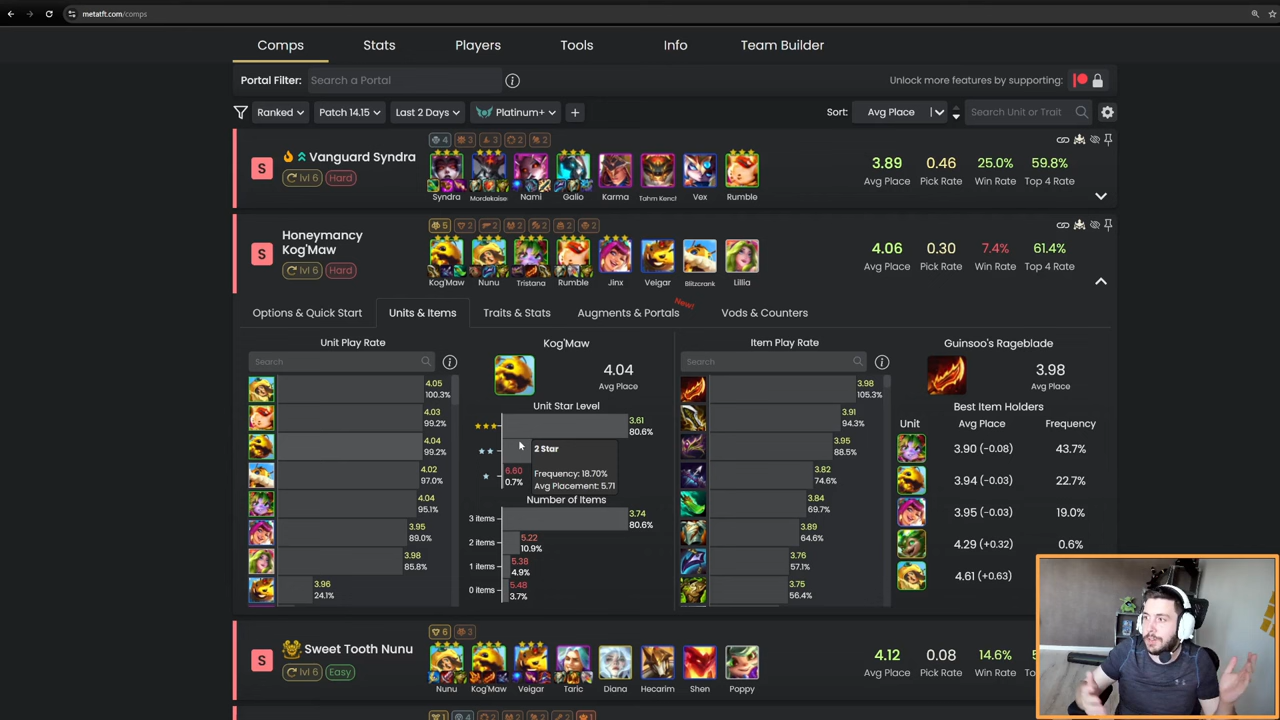 metatft.com/comps
Comps Stats Players Tools Info Team Builder
Portal Filter: Search a Portal Unlock more features by supporting:
Ranked Patch 14.15 Last 2 Days Platinum+ + Sort: Avg Place Search Unit or Trait
4 3 3 2 2
S Vanguard Syndra
lvl 6 Hard
Syndra Mordekaiser Nami Galio Karma Tahm Kench Vex Rumble
3.89 0.46 25.0% 59.8%
Avg Place Pick Rate Win Rate Top 4 Rate
5 2 2 2 2 2 2
S Honeymancy
Kog'Maw
lvl 6 Hard
Kog'Maw Nunu Tristana Rumble Jinx Veigar Blitzcrank Lillia
4.06 0.30 7.4% 61.4%
Avg Place Pick Rate Win Rate Top 4 Rate
Options & Quick Start Units & Items Traits & Stats Augments & Portals New! Vods & Counters
Unit Play Rate
Search
4.05
100.3%
4.03
99.2%
4.04
99.2%
4.02
97.0%
4.04
95.1%
3.95
89.0%
3.98
85.8%
3.96
24.1%
Kog'Maw
4.04
Avg Place
Unit Star Level
3.61
80.6%
6.60
0.7%
2 Star
Frequency: 18.70%
Avg Placement: 5.71
Number of Items
3 items 3.74
80.6%
2 items 5.22
10.9%
1 items 5.38
4.9%
0 items 5.48
3.7%
Item Play Rate
Search
3.98
105.3%
3.91
94.3%
3.95
88.5%
3.82
74.6%
3.84
69.7%
3.89
64.6%
3.76
57.1%
3.75
56.4%
Guinsoo's Rageblade
3.98
Avg Place
Best Item Holders
Unit Avg Place Frequency
3.90 (-0.08) 43.7%
3.94 (-0.03) 22.7%
3.95 (-0.03) 19.0%
4.29 (+0.32) 0.6%
4.61 (+0.63)
6 3
S Sweet Tooth Nunu
lvl 6 Easy
Nunu Kog'Maw Veigar Taric Diana Hecarim Shen Poppy
4.12 0.08 14.6%
Avg Place Pick Rate Win Rate